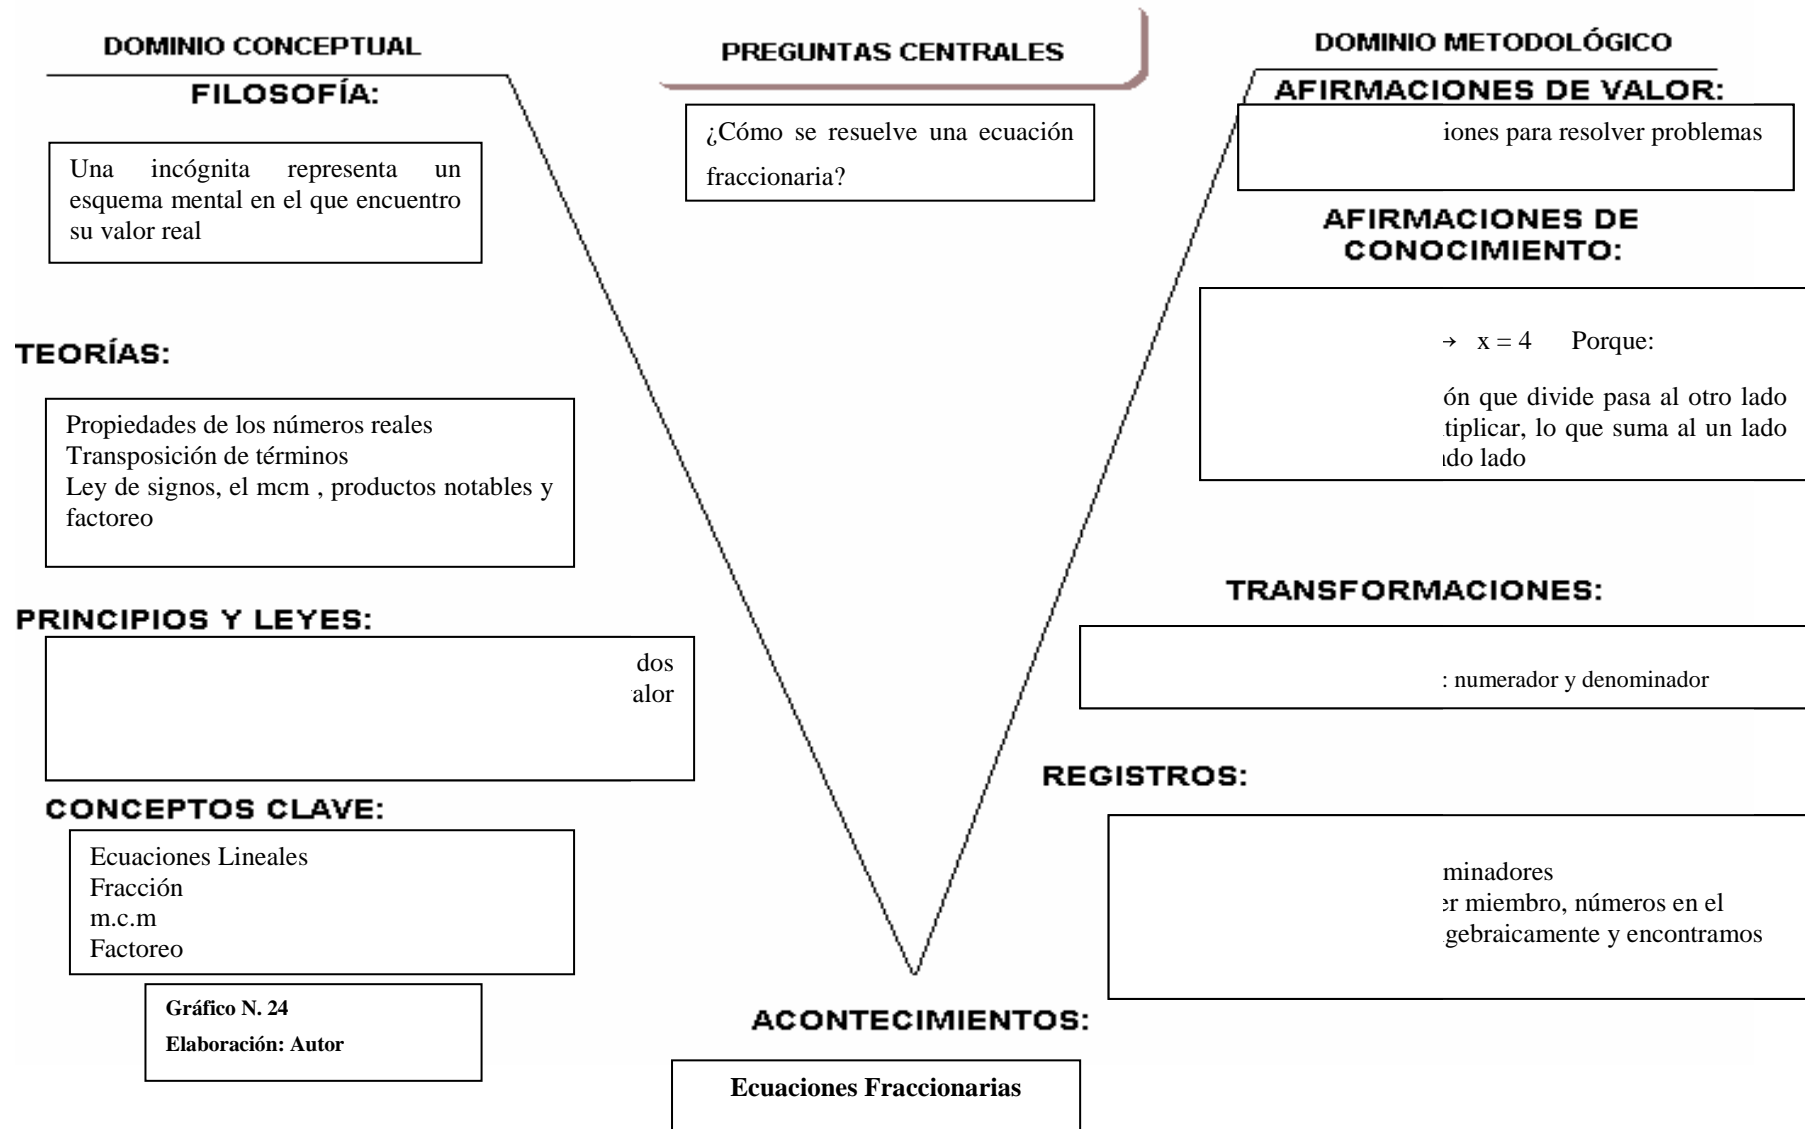 DOMINIO CONCEPTUAL
FILOSOFÍA:
Una incógnita representa un
esquema mental en el que encuentro
su valor real
TEORÍAS:
Propiedades de los números reales
Transposición de términos
Ley de signos, el mcm , productos notables y
factoreo
PRINCIPIOS Y LEYES:
dos
alor
CONCEPTOS CLAVE:
Ecuaciones Lineales
Fracción
m.c.m
Factoreo
Gráfico N. 24
Elaboración: Autor
PREGUNTAS CENTRALES
¿Cómo se resuelve una ecuación
fraccionaria?
DOMINIO METODOLÓGICO
AFIRMACIONES DE VALOR:
iones para resolver problemas
AFIRMACIONES DE
CONOCIMIENTO:
→ x = 4 Porque:
ón que divide pasa al otro lado
tiplicar, lo que suma al un lado
do lado
TRANSFORMACIONES:
: numerador y denominador
REGISTROS:
minadores
er miembro, números en el
gebraicamente y encontramos
ACONTECIMIENTOS:
Ecuaciones Fraccionarias